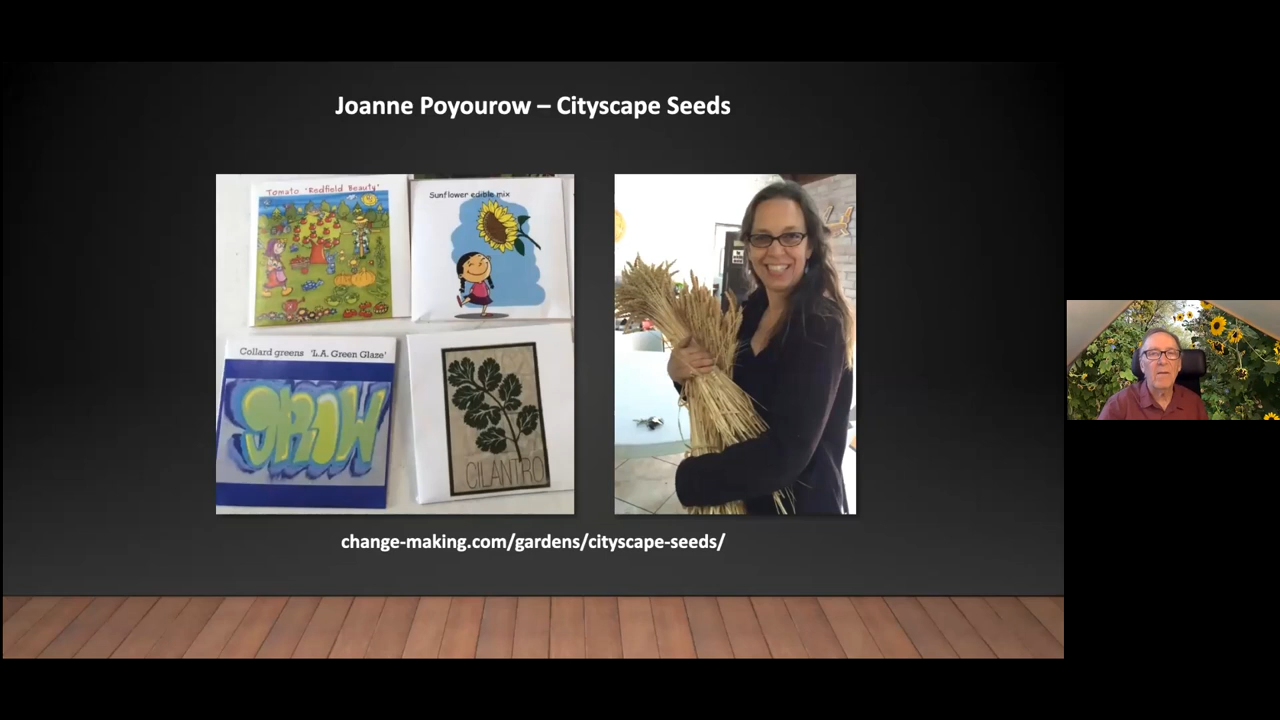 Joanne Poyourow – Cityscape Seeds
Tomato 'Redfield Beauty'
Sunflower edible mix
Collard greens 'L.A. Green Glaze'
GROW
CILANTRO
change-making.com/gardens/cityscape-seeds/